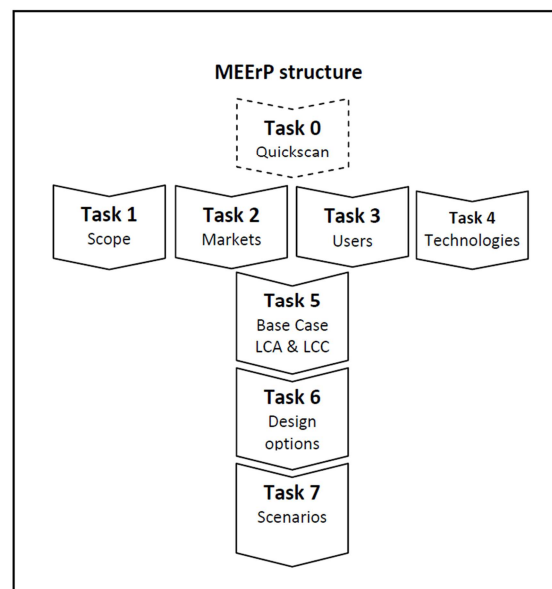 MEErP structure
Task 0
Quickscan
Task 1
Scope
Task 2
Markets
Task 3
Users
Task 4
Technologies
Task 5
Base Case
LCA & LCC
Task 6
Design
options
Task 7
Scenarios